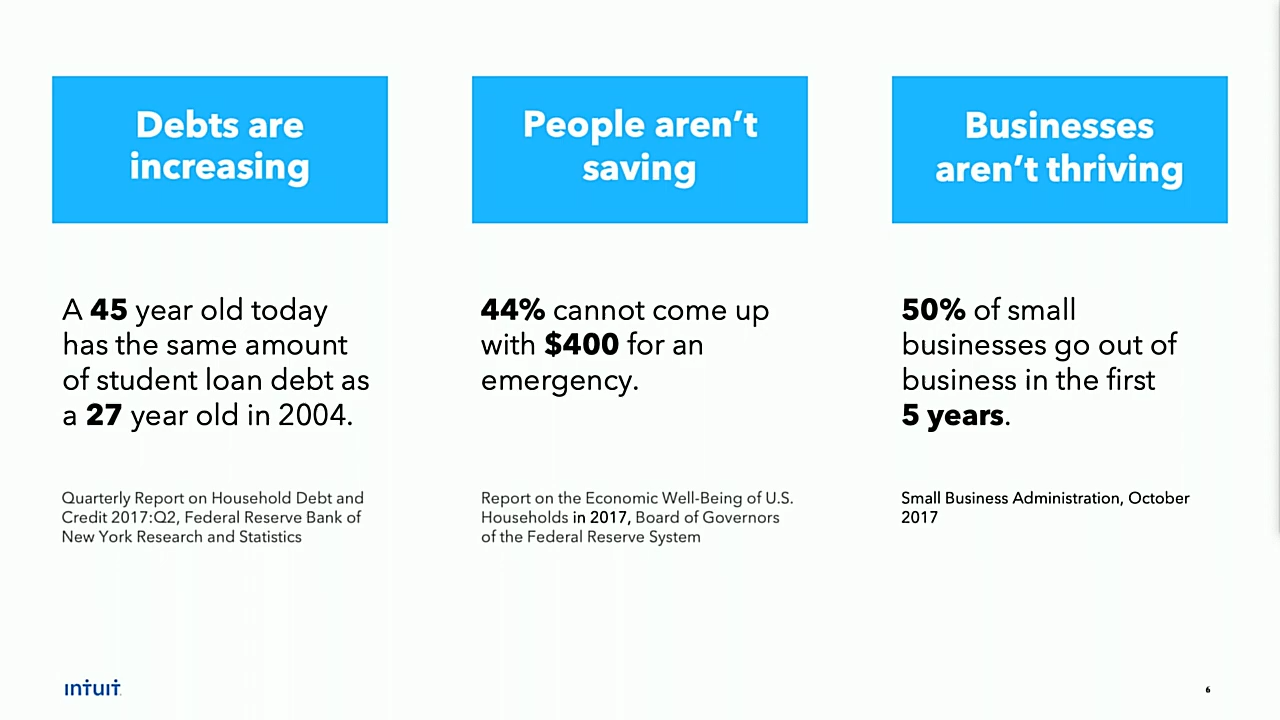 Debts are
increasing
A 45 year old today
has the same amount
of student loan debt as
a 27 year old in 2004.
Quarterly Report on Household Debt and
Credit 2017:Q2, Federal Reserve Bank of
New York Research and Statistics
People aren’t
saving
44% cannot come up
with $400 for an
emergency.
Report on the Economic Well-Being of U.S.
Households in 2017, Board of Governors
of the Federal Reserve System
Businesses
aren’t thriving
50% of small
businesses go out of
business in the first
5 years.
Small Business Administration, October
2017
intuit
6